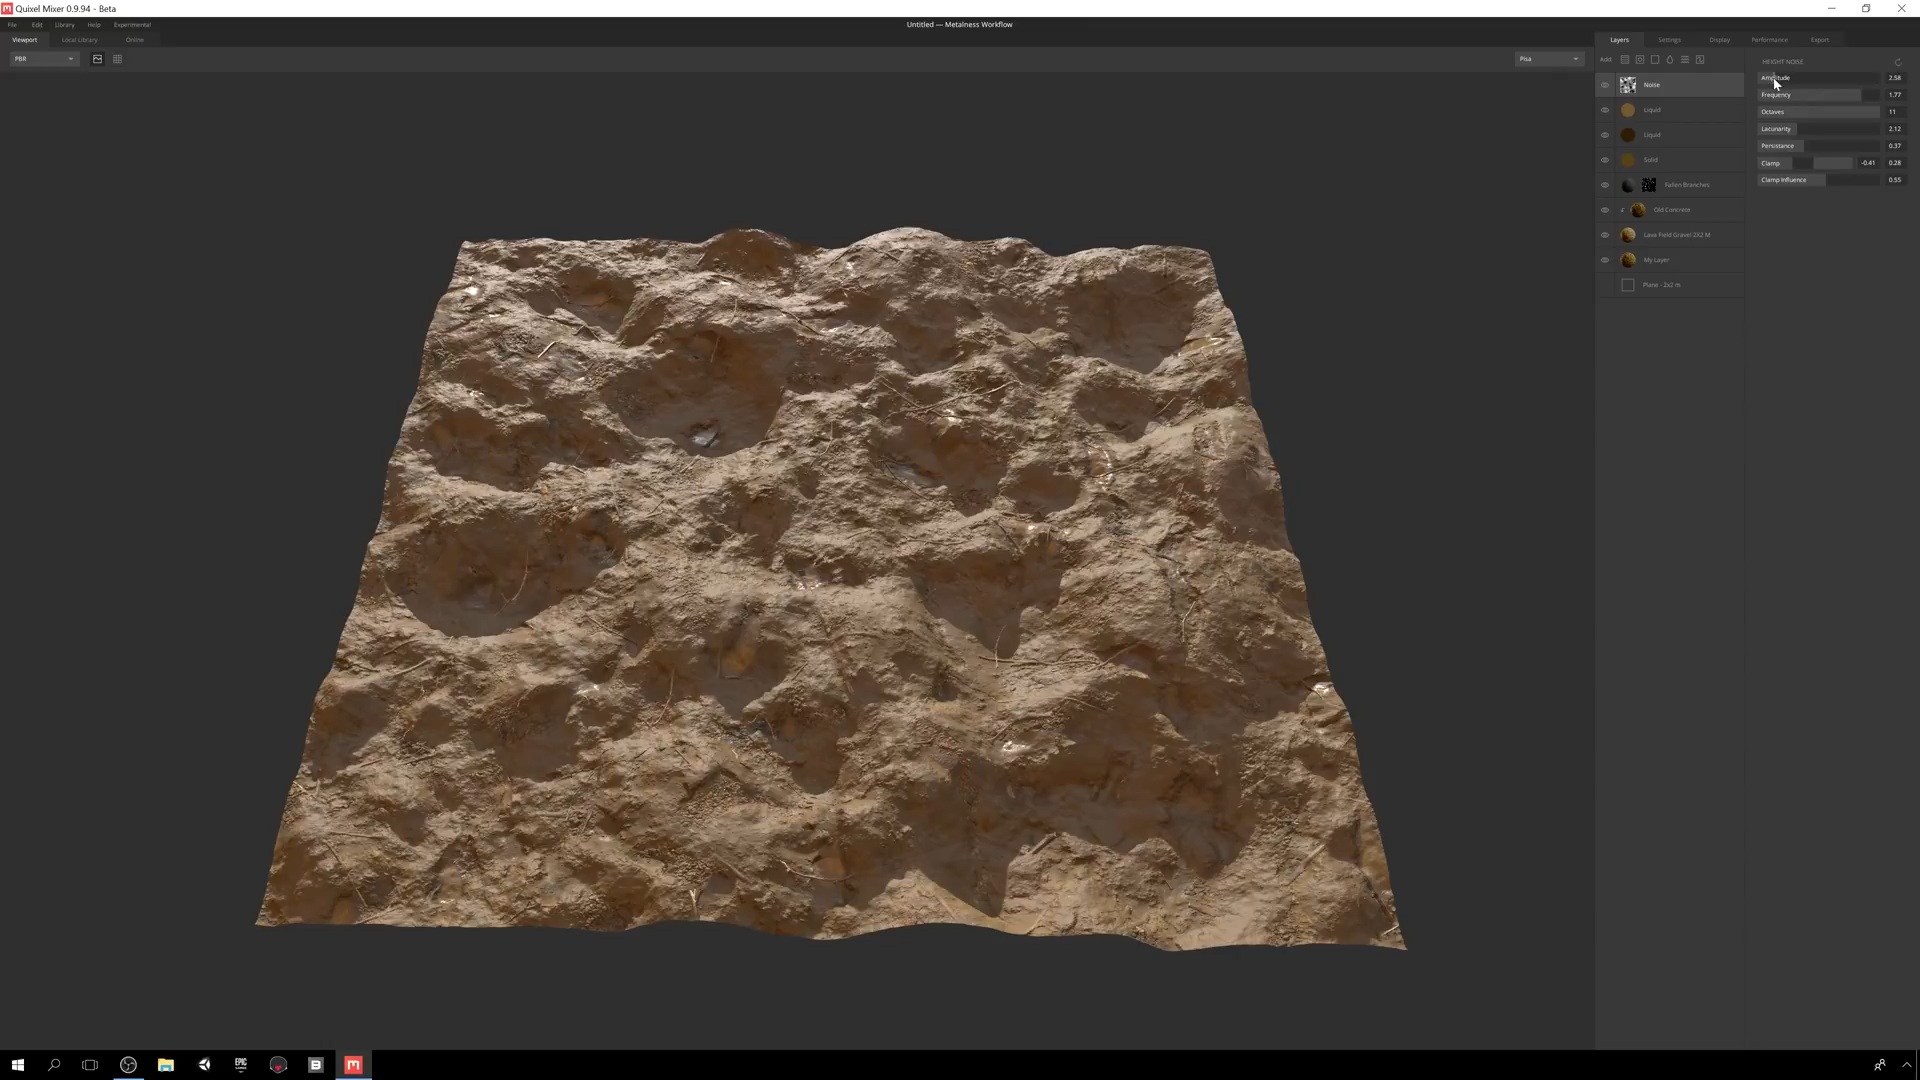 Quixel Mixer 0.9.94 - Beta
File Edit Library Help Experimental
Untitled — Metalness Workflow
Viewport Local Library Online
Layers Settings Display Performance Export
PBR
Pisa
Add
HEIGHT NOISE
Amplitude 2.58
Noise
Frequency 1.77
Liquid
Octaves 11
Lacunarity 2.12
Liquid
Persistance 0.37
Solid
Clamp -0.41 0.28
Clamp Influence 0.55
Fallen Branches
Old Concrete
Lava Field Gravel 2X2 M
My Layer
Plane - 2x2 m
EPIC
GAMES
B